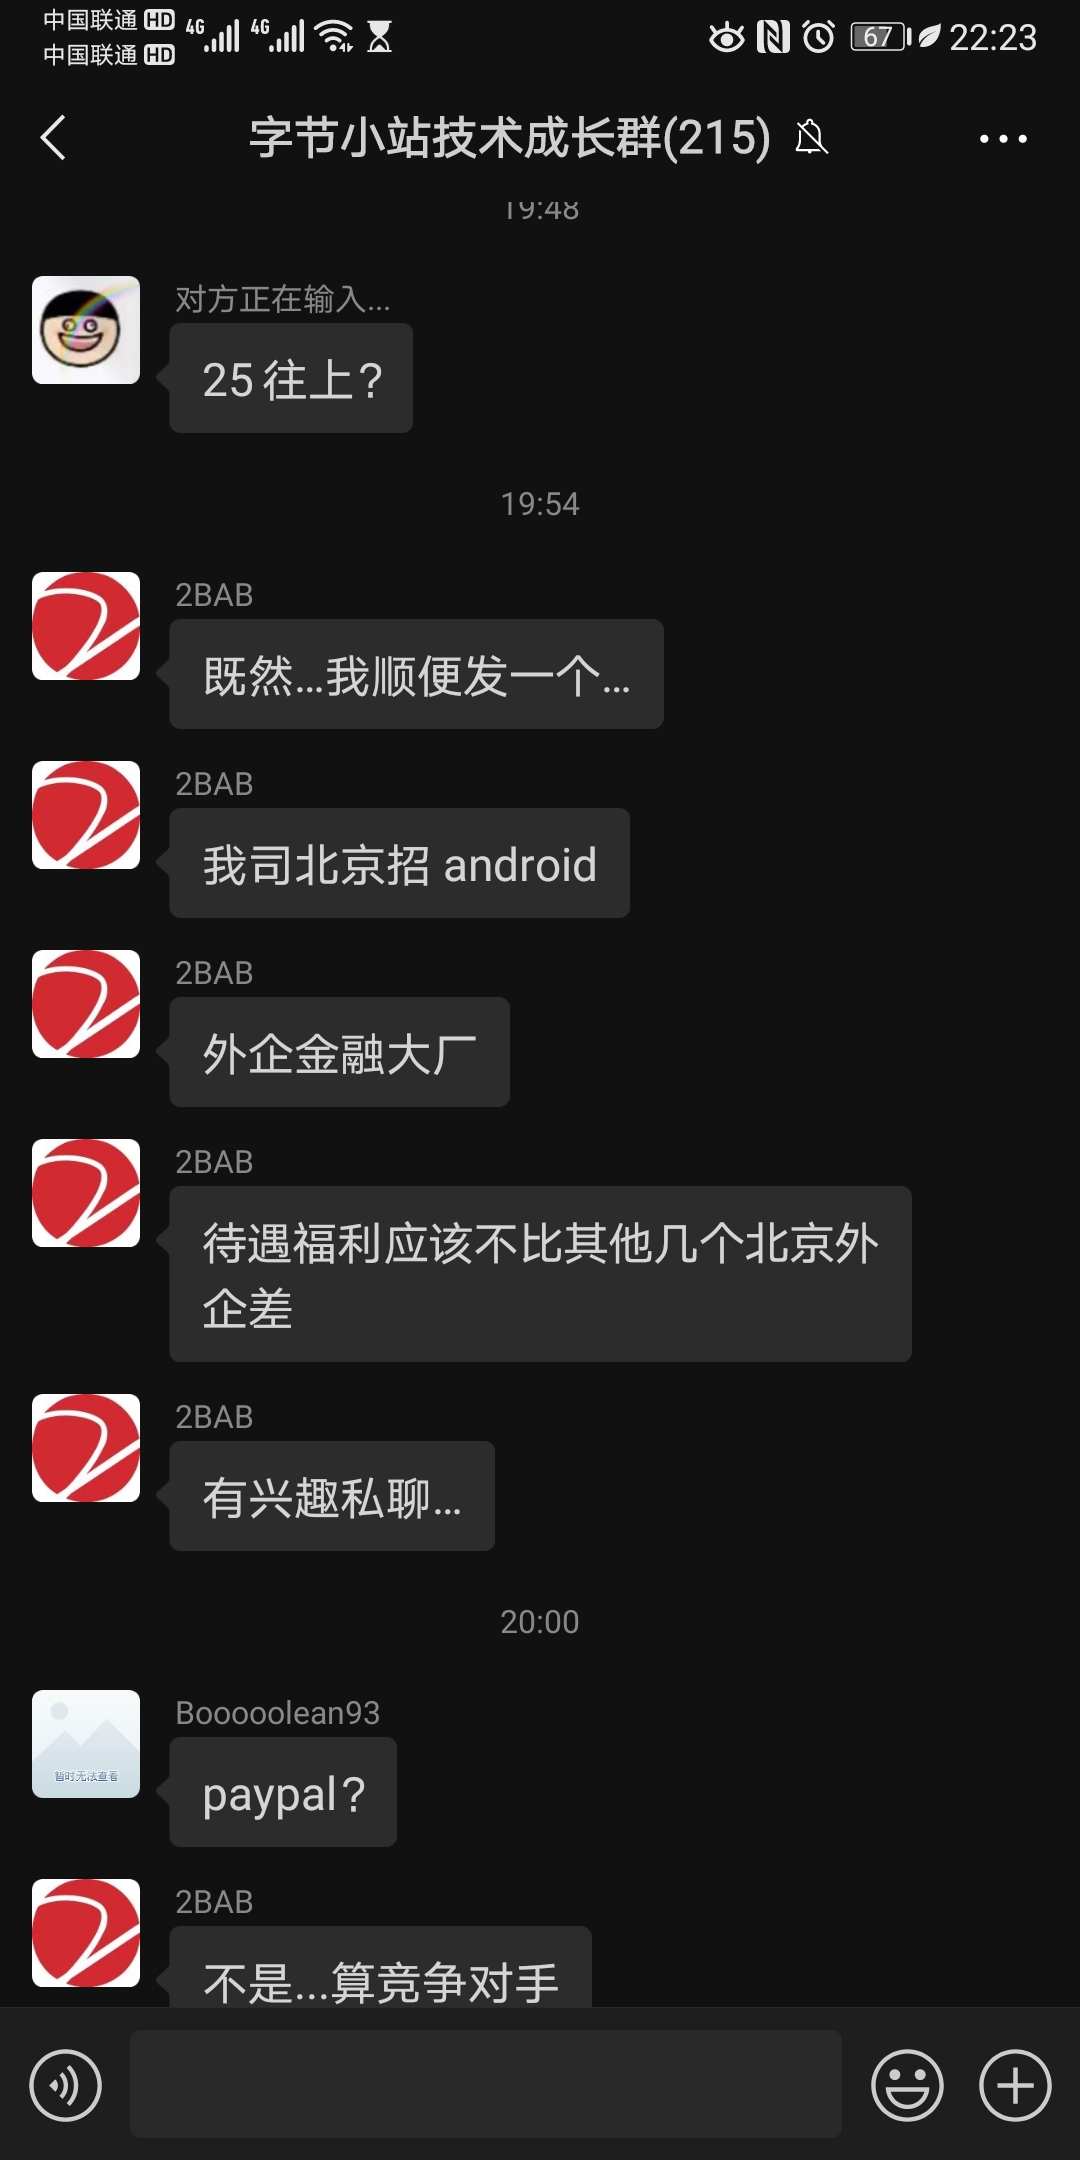 中国联通 HD 4G 4G 67 22:23
中国联通 HD
字节小站技术成长群(215)
19:48
对方正在输入...
25往上?
19:54
2BAB
既然...我顺便发一个...
2BAB
我司北京招 android
2BAB
外企金融大厂
2BAB
待遇福利应该不比其他几个北京外
企差
2BAB
有兴趣私聊...
20:00
Booooolean93
暂时无法查看
paypal?
2BAB
不是...算竞争对手